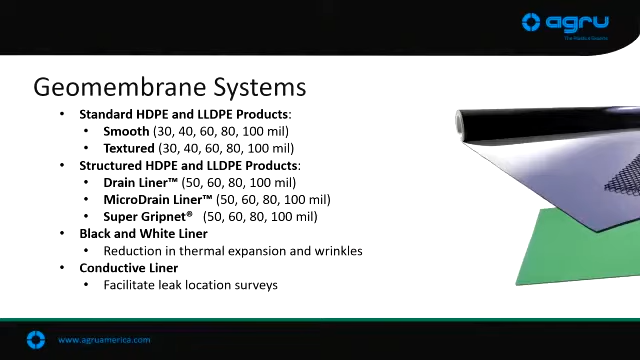 agru
The Plastics Experts
Geomembrane Systems
• Standard HDPE and LLDPE Products:
• Smooth (30, 40, 60, 80, 100 mil)
• Textured (30, 40, 60, 80, 100 mil)
• Structured HDPE and LLDPE Products:
• Drain Liner™ (50, 60, 80, 100 mil)
• MicroDrain Liner™ (50, 60, 80, 100 mil)
• Super Gripnet® (50, 60, 80, 100 mil)
• Black and White Liner
• Reduction in thermal expansion and wrinkles
• Conductive Liner
• Facilitate leak location surveys
www.agruamerica.com